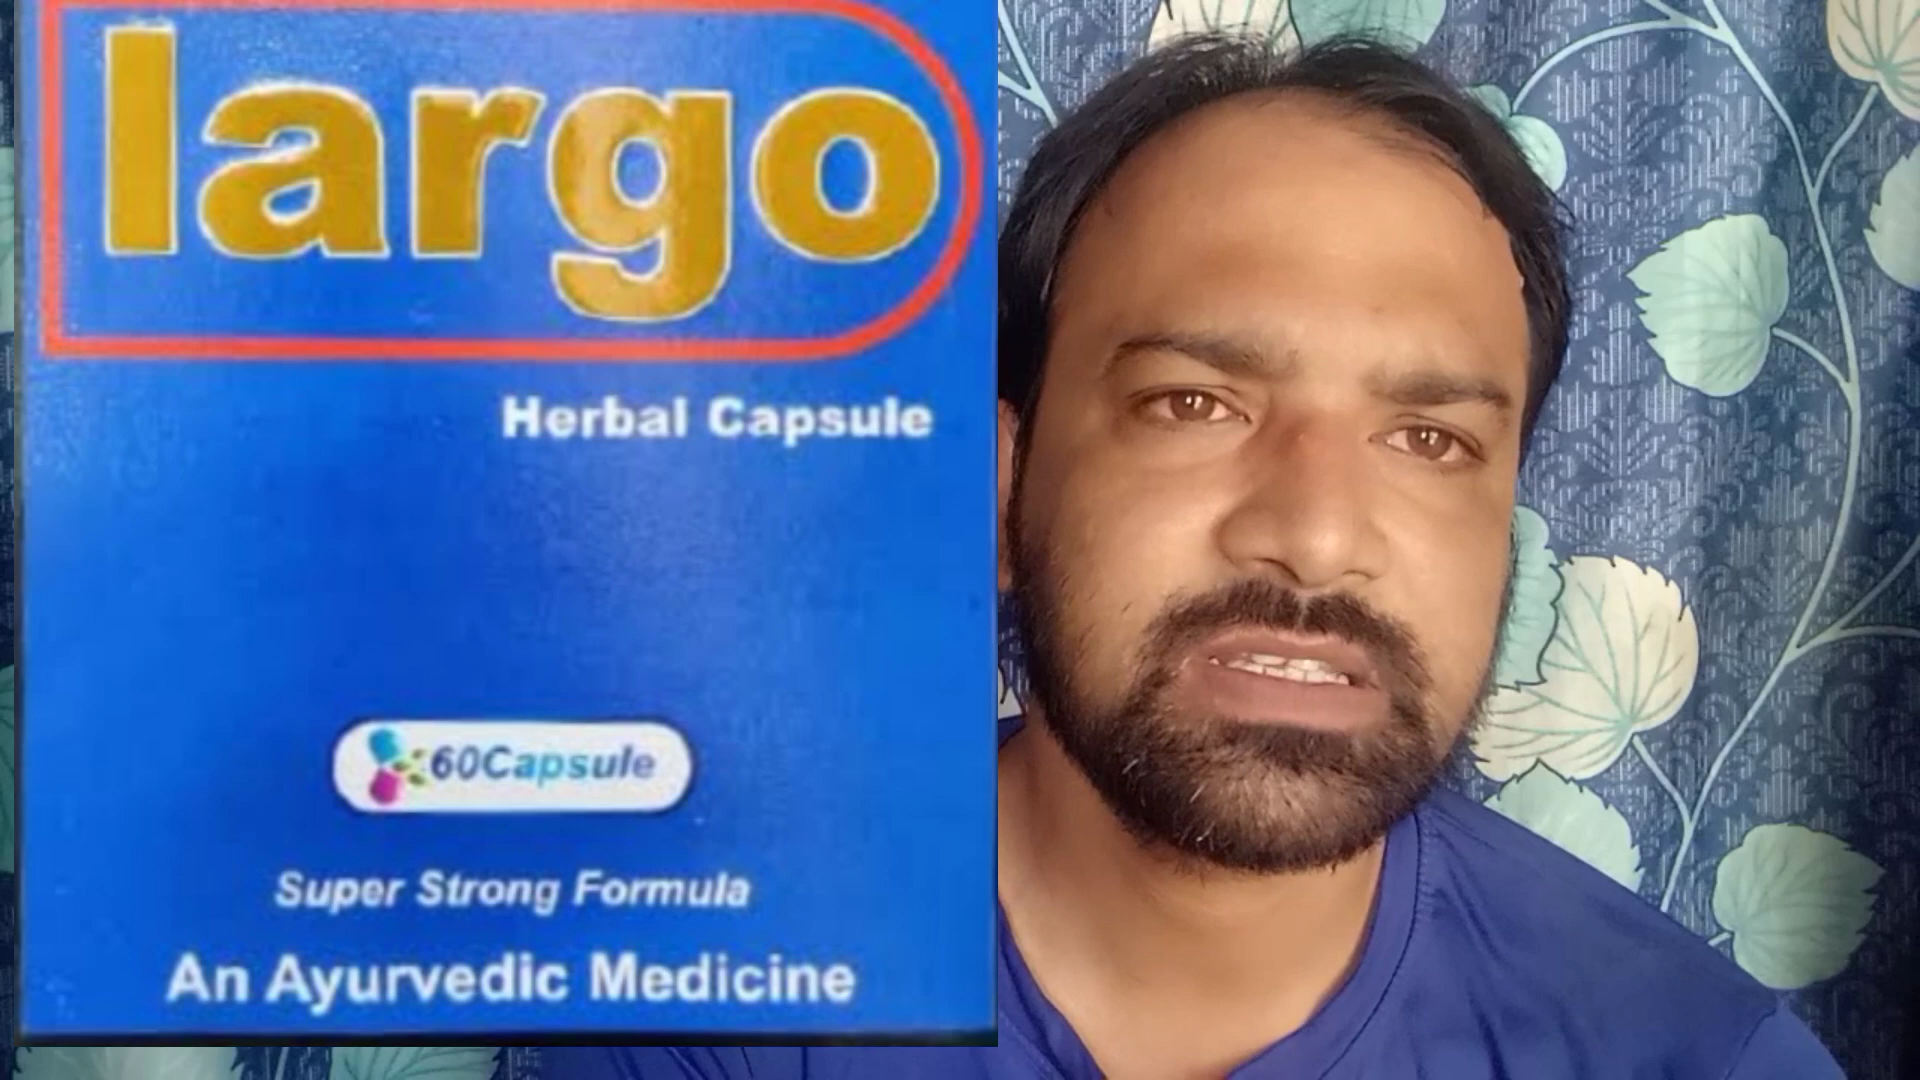 largo
Herbal Capsule
60Capsule
Super Strong Formula
An Ayurvedic Medicine